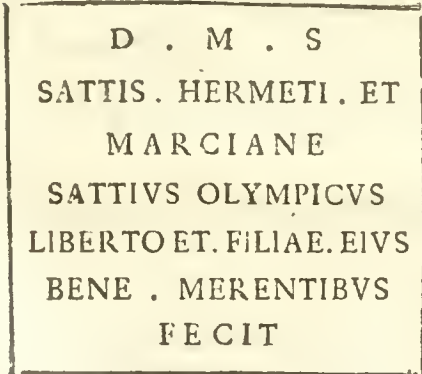 D . M . S
SATTIS . HERMETI . ET
MARCIANE
SATTIVS OLYMPICVS
LIBERTO ET. FILIAE. EIVS
BENE . MERENTIBVS
FECIT